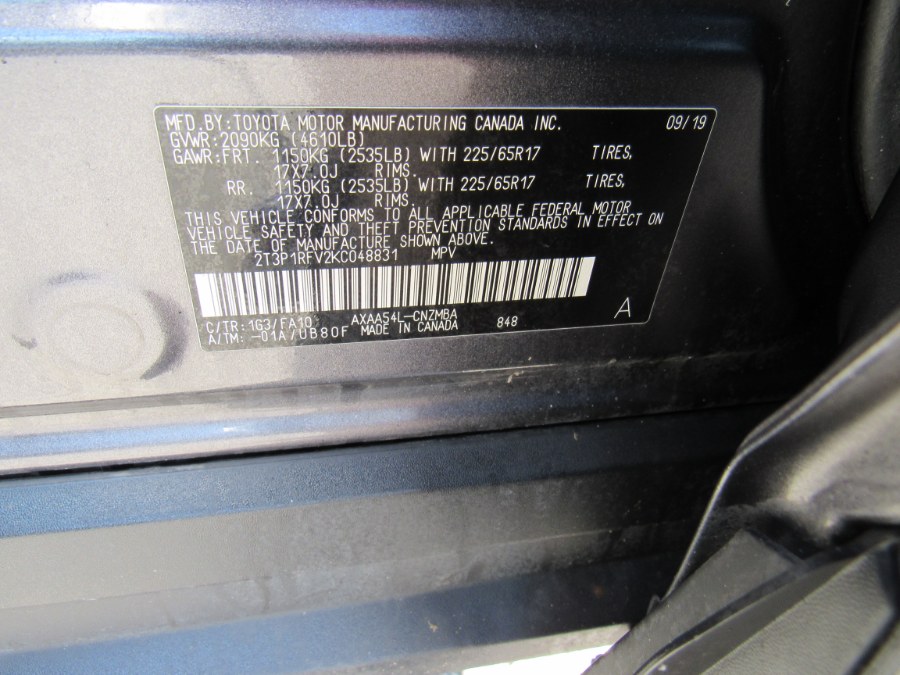 MFD.BY:TOYOTA MOTOR MANUFACTURING CANADA INC. 09/19
GVWR:2090KG (4610LB)
GAWR:FRT. 1150KG (2535LB) WITH 225/65R17 TIRES,
17X7.0J RIMS.
RR. 1150KG (2535LB) WITH 225/65R17 TIRES,
17X7.0J RIMS.
THIS VEHICLE CONFORMS TO ALL APPLICABLE FEDERAL MOTOR
VEHICLE SAFETY AND THEFT PREVENTION STANDARDS IN EFFECT ON
THE DATE OF MANUFACTURE SHOWN ABOVE.
2T3P1RFV2KC048831 MPV
C/TR:1G3/FA10 AXAA54L-CNZMBA
A/TM:-01A/UB80F MADE IN CANADA 848 A